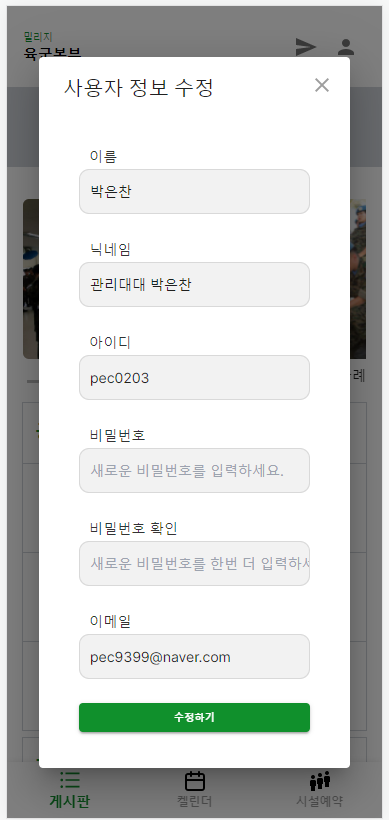 밀리지
육군본부
사용자 정보 수정
이름
박은찬
닉네임
관리대대 박은찬
아이디
pec0203
비밀번호
새로운 비밀번호를 입력하세요.
비밀번호 확인
새로운 비밀번호를 한번 더 입력하세
이메일
pec9399@naver.com
수정하기
게시판
켈린더
시설예약